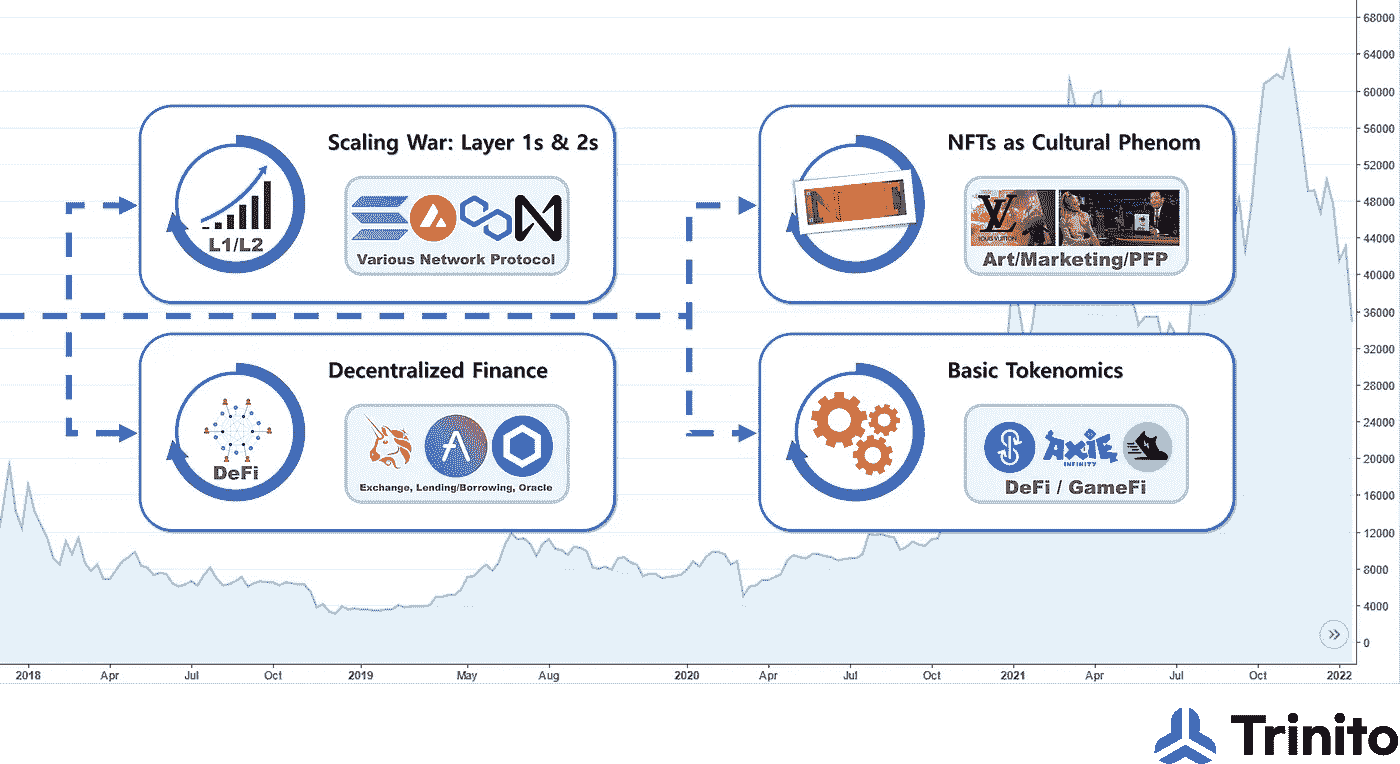 68000
64000
60000
56000
52000
48000
44000
40000
36000
32000
28000
24000
20000
16000
12000
8000
4000
0
Scaling War: Layer 1s & 2s
L1/L2
Various Network Protocol
NFTs as Cultural Phenom
LOUIS VUITTON
Art/Marketing/PFP
Decentralized Finance
DeFi
Exchange, Lending/Borrowing, Oracle
Basic Tokenomics
AXIE
INFINITY
DeFi / GameFi
2018 Apr Jul Oct 2019 May Aug 2020 Apr Jul Oct 2021 Apr Jul Oct 2022
Trinito